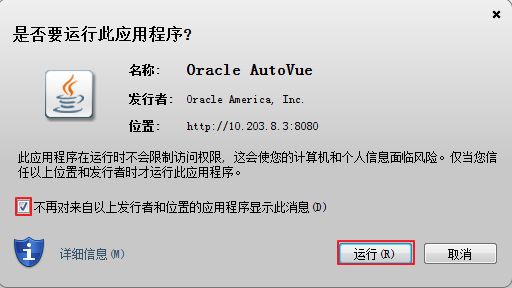 是否要运行此应用程序?
名称: Oracle AutoVue
发行者: Oracle America, Inc.
位置: http://10.203.8.3:8080
此应用程序在运行时不会限制访问权限，这会使您的计算机和个人信息面临风险。仅当您信
任以上位置和发行者时才运行此应用程序。
不再对来自以上发行者和位置的应用程序显示此消息(D)
详细信息(M)
运行(R)
取消